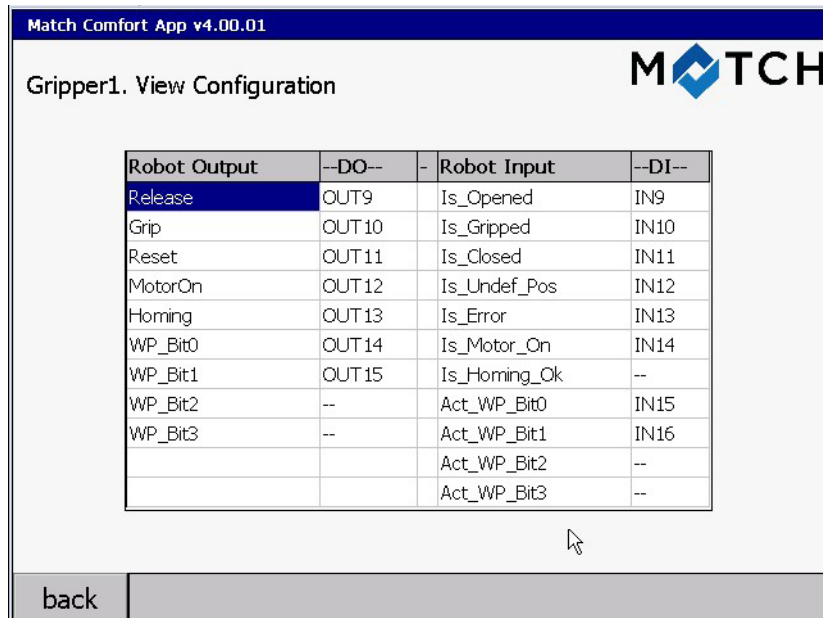 Match Comfort App v4.00.01
MATCH
Gripper1. View Configuration
Robot Output --DO-- - Robot Input --DI--
Release OUT9 Is_Opened IN9
Grip OUT10 Is_Gripped IN10
Reset OUT11 Is_Closed IN11
MotorOn OUT12 Is_Undef_Pos IN12
Homing OUT13 Is_Error IN13
WP_Bit0 OUT14 Is_Motor_On IN14
WP_Bit1 OUT15 Is_Homing_Ok --
WP_Bit2 -- Act_WP_Bit0 IN15
WP_Bit3 -- Act_WP_Bit1 IN16
Act_WP_Bit2 --
Act_WP_Bit3 --
back